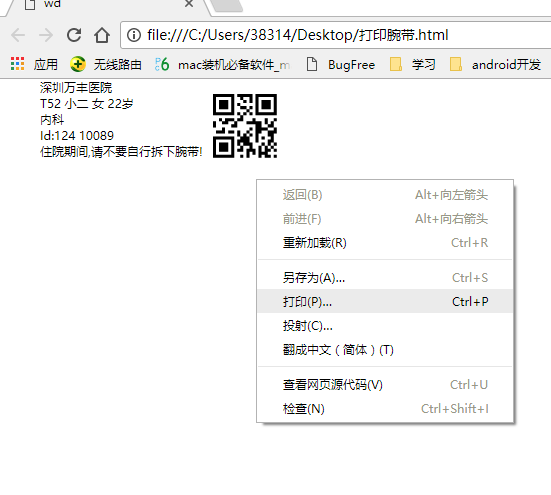 wd
file:///C:/Users/38314/Desktop/打印腕带.html
应用 无线路由 mac装机必备软件_m BugFree 学习 android开发
深圳万丰医院
T52 小二 女 22岁
内科
Id:124 10089
住院期间,请不要自行拆下腕带!
返回(B) Alt+向左箭头
前进(F) Alt+向右箭头
重新加载(R) Ctrl+R
另存为(A)... Ctrl+S
打印(P)... Ctrl+P
投射(C)...
翻成中文（简体）(T)
查看网页源代码(V) Ctrl+U
检查(N) Ctrl+Shift+I